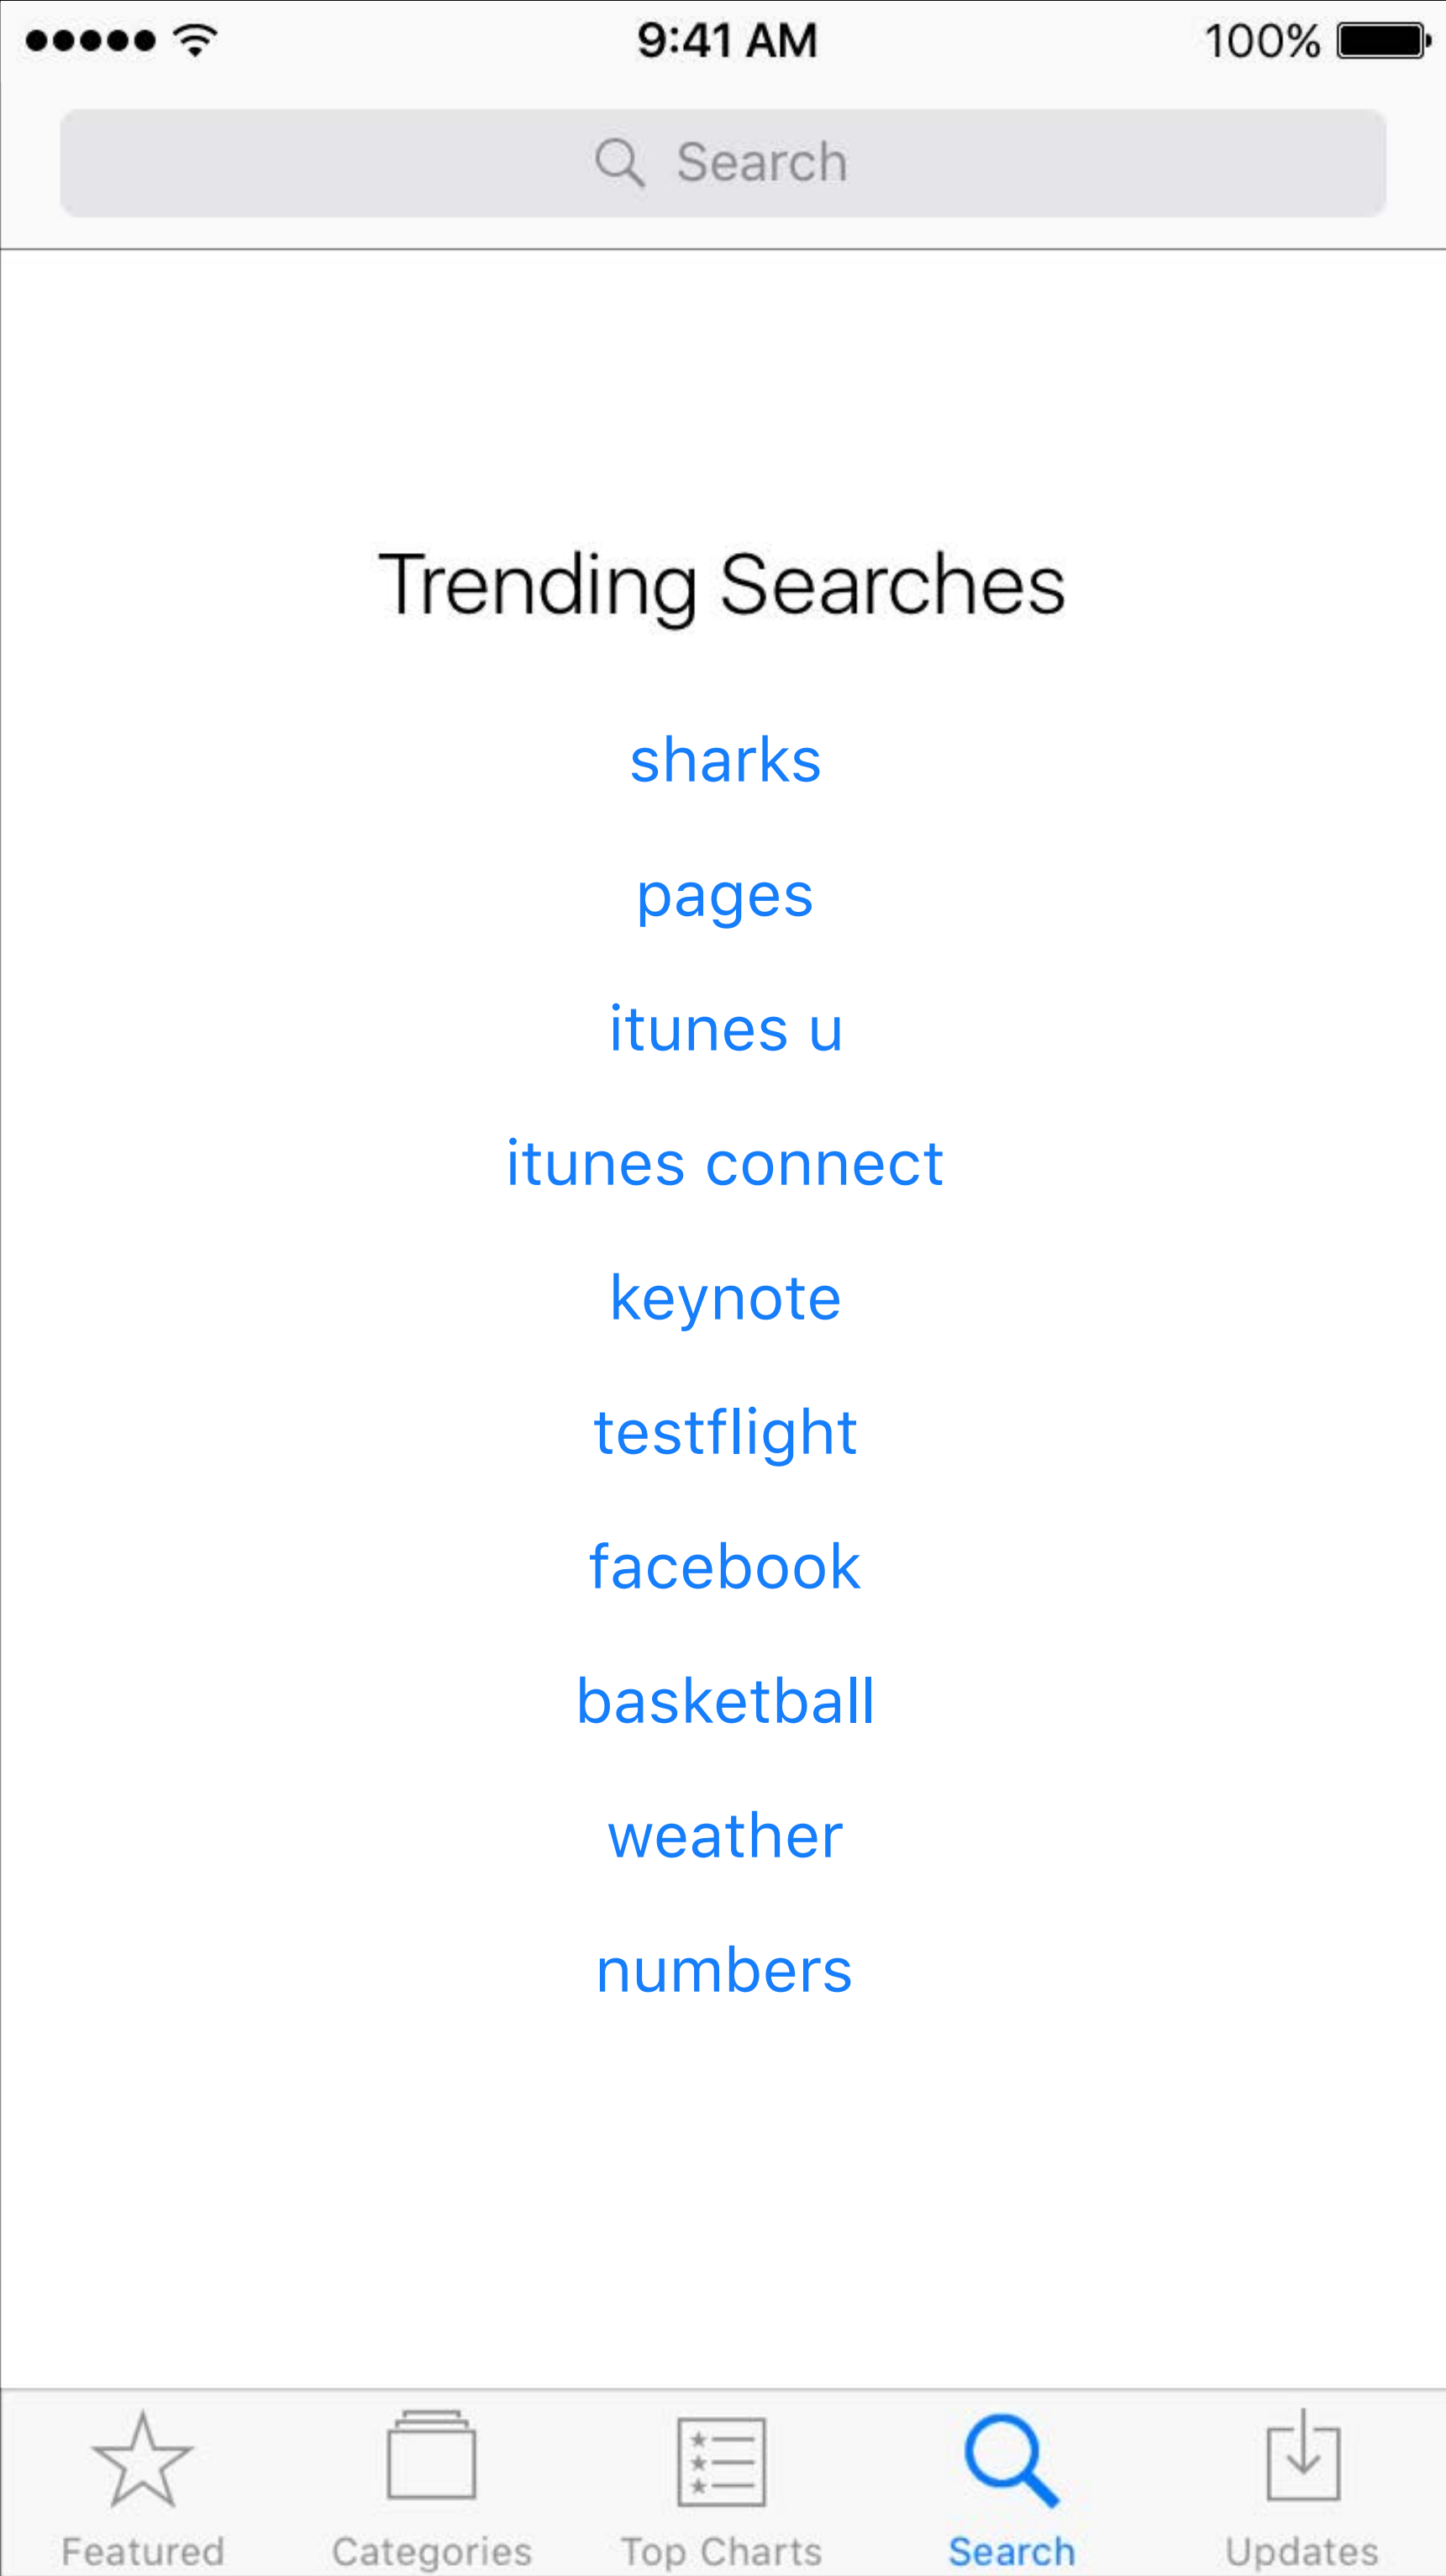 9:41 AM 100%
Search
Trending Searches
sharks
pages
itunes u
itunes connect
keynote
testflight
facebook
basketball
weather
numbers
Featured Categories Top Charts Search Updates